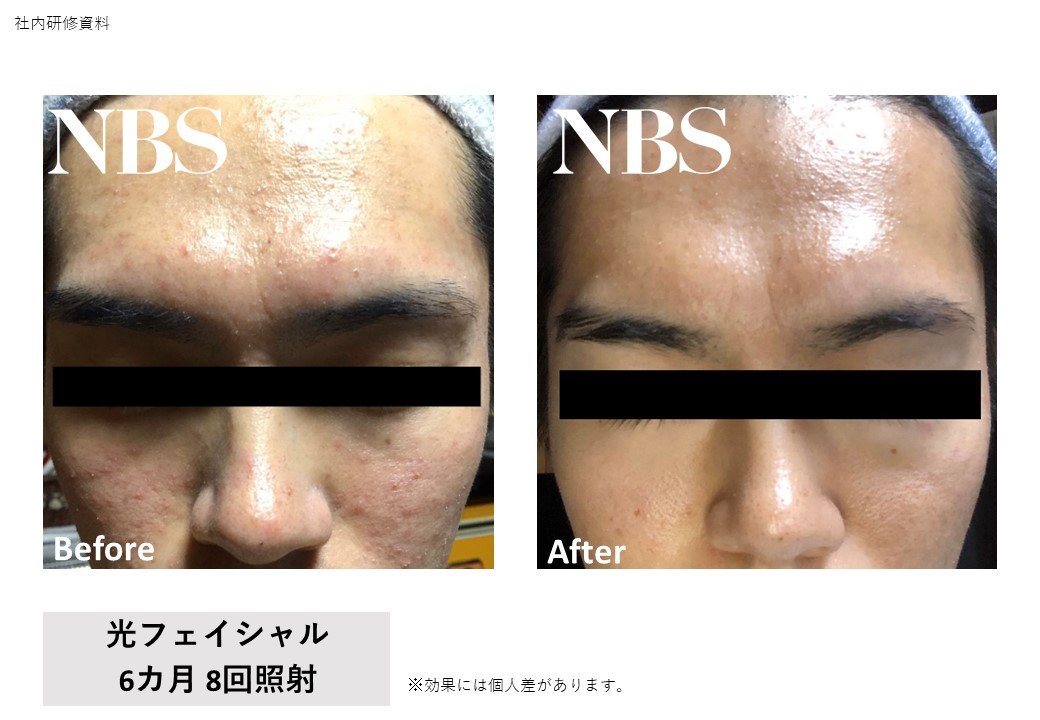 社内研修資料
NBS
NBS
Before
After
光フェイシャル
6カ月 8回照射
※効果には個人差があります。